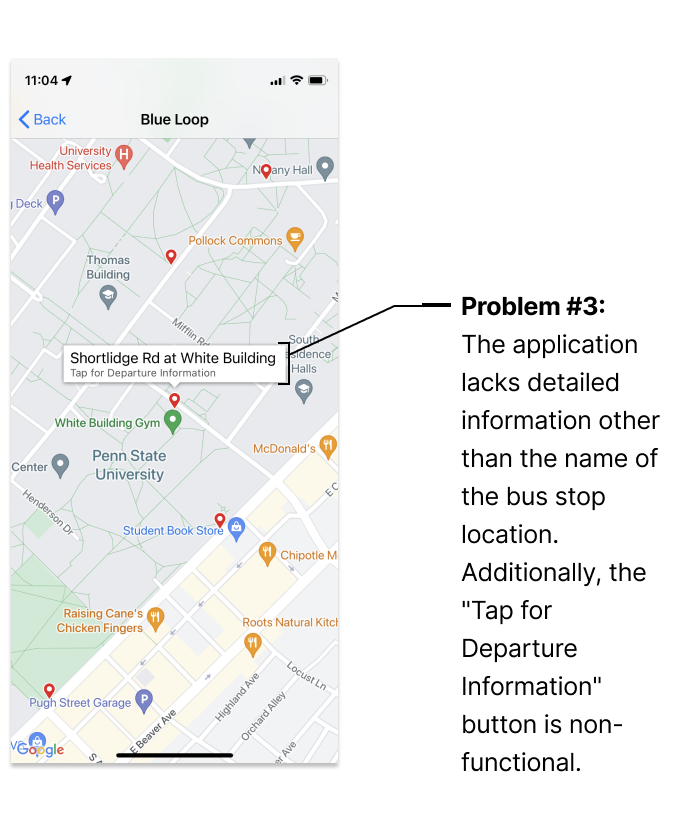 11:04
Back
Blue Loop
University
Health Services
H
Nittany Hall
Deck
P
Pollock Commons
Thomas
Building
Mifflin Rd
South
Halls
Shortlidge Rd at White Building
Tap for Departure Information
White Building Gym
McDonald's
Center
Penn State
University
Henderson Dr
Student Book Store
Chipotle M
Raising Cane's
Chicken Fingers
Roots Natural Kitch
Pugh Street Garage
P
Locust Ln
Highland Ave
Orchard Alley
E Beaver Ave
Google
Problem #3:
The application
lacks detailed
information other
than the name of
the bus stop
location.
Additionally, the
"Tap for
Departure
Information"
button is non-
functional.